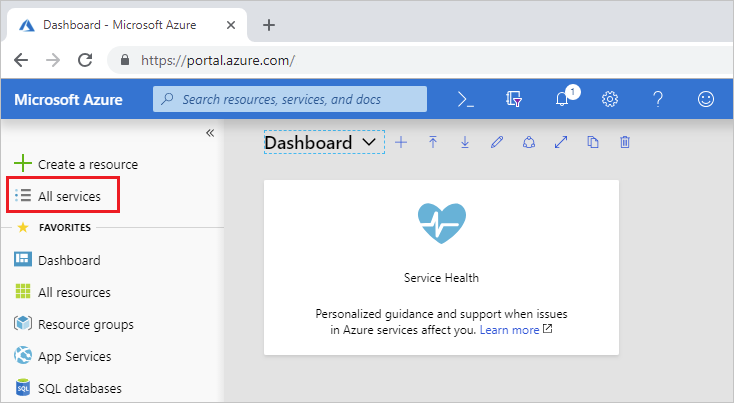 Dashboard - Microsoft Azure
https://portal.azure.com/
Microsoft Azure
Search resources, services, and docs
1
Create a resource
All services
FAVORITES
Dashboard
All resources
Resource groups
App Services
SQL
SQL databases
Dashboard
Service Health
Personalized guidance and support when issues
in Azure services affect you. Learn more